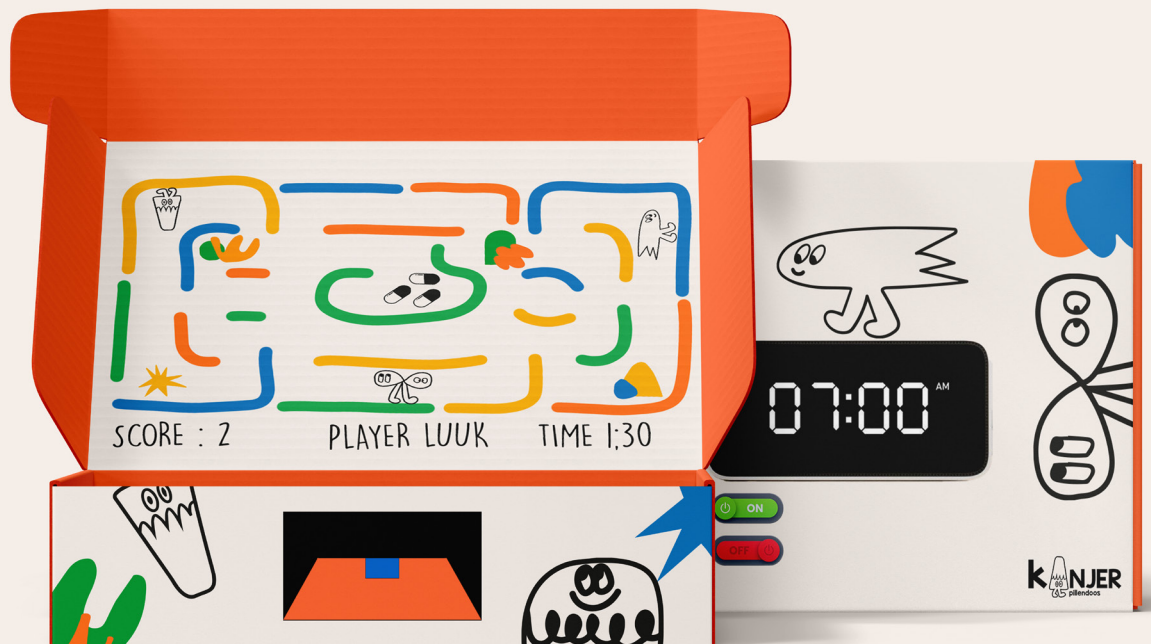 SCORE : 2
PLAYER LUUK
TIME 1:30
07:00 AM
ON
OFF
KANJER
pillendoos